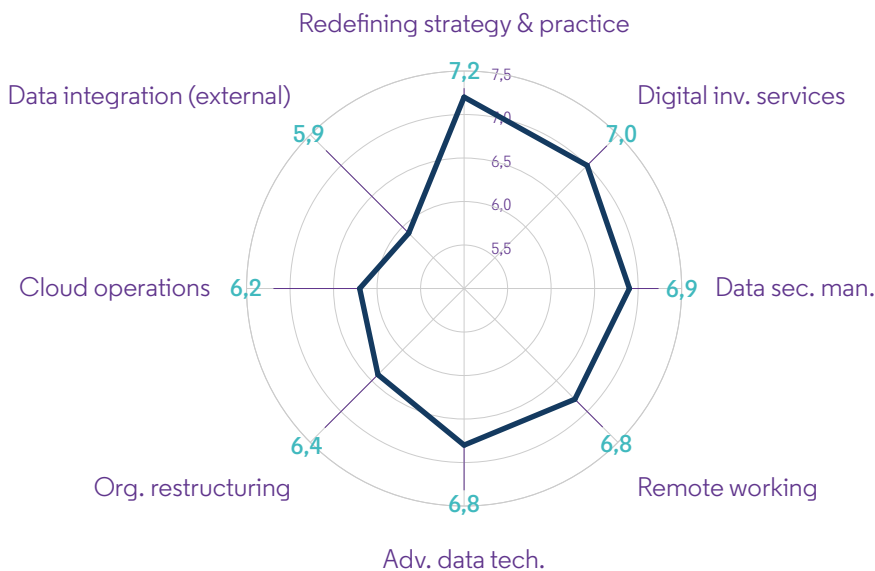 Redefining strategy & practice
7,2
7,5
Data integration (external)
Digital inv. services
7,0
5,9
7,0
6,5
6,0
5,5
Cloud operations
6,2
6,9
Data sec. man.
6,4
6,8
Org. restructuring
Remote working
6,8
Adv. data tech.